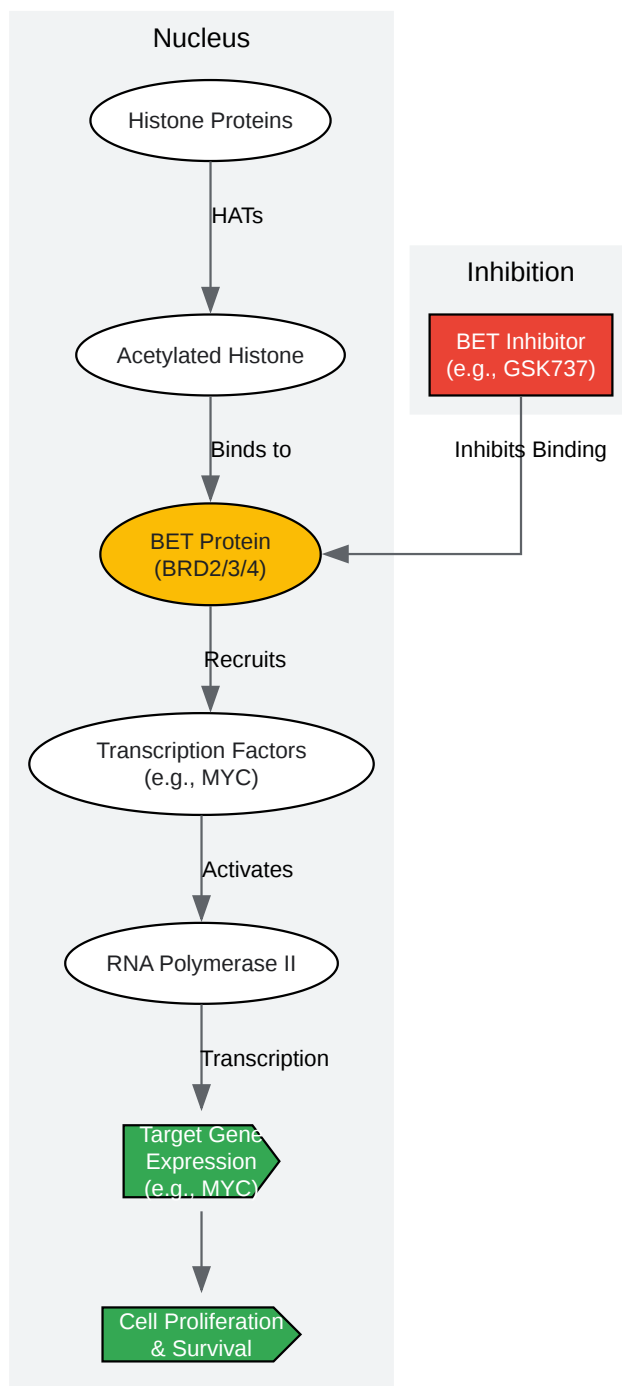 Nucleus
Histone Proteins
HATs
Inhibition
BET Inhibitor
(e.g., GSK737)
Acetylated Histone
Binds to
Inhibits Binding
BET Protein
(BRD2/3/4)
Recruits
Transcription Factors
(e.g., MYC)
Activates
RNA Polymerase II
Transcription
Target Gene
Expression
(e.g., MYC)
Cell Proliferation
& Survival